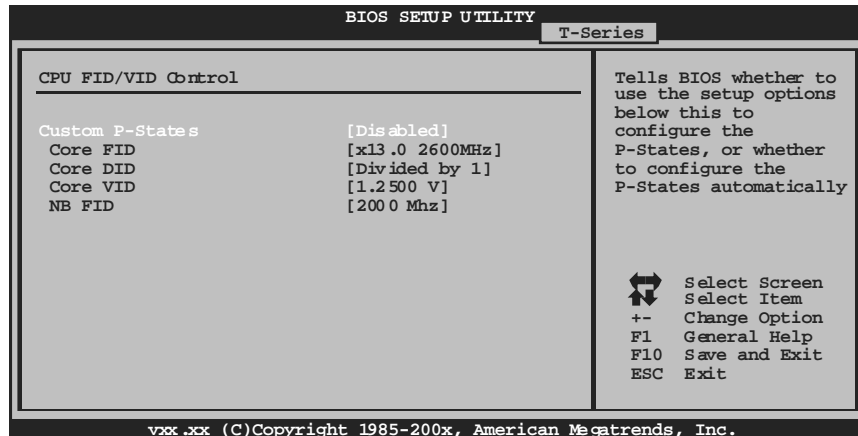 BIOS SETUP UTILITY
T-Series
CPU FID/VID Control
Custom P-States [Disabled]
Core FID [x13.0 2600MHz]
Core DID [Divided by 1]
Core VID [1.2500 V]
NB FID [2000 Mhz]
Tells BIOS whether to
use the setup options
below this to
configure the
P-States, or whether
to configure the
P-States automatically
Select Screen
Select Item
+- Change Option
F1 General Help
F10 Save and Exit
ESC Exit
vxx.xx (C)Copyright 1985-200x, American Megatrends, Inc.